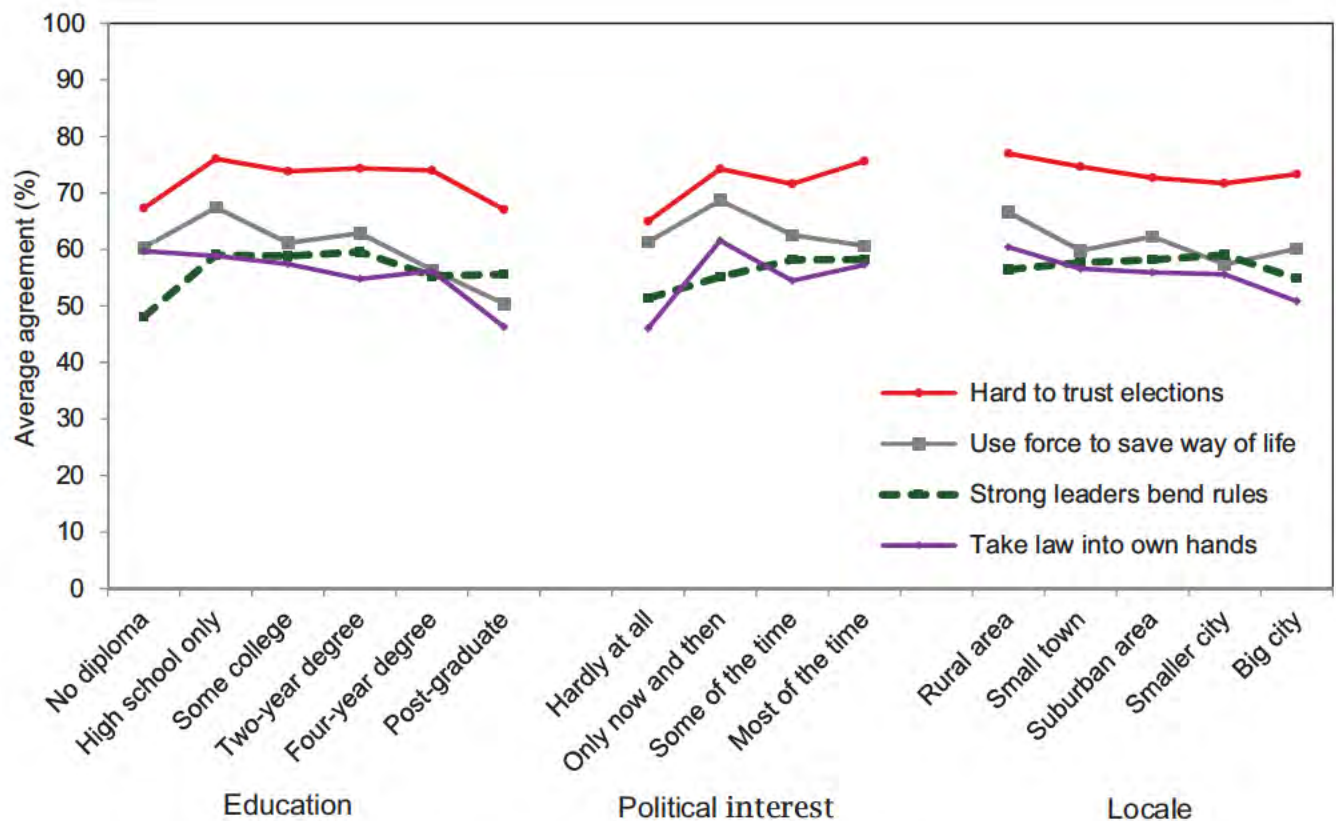 100
90
80
70
60
50
40
30
20
10
0
Average agreement (%)
Hard to trust elections
Use force to save way of life
Strong leaders bend rules
Take law into own hands
No diploma
High school only
Some college
Two-year degree
Four-year degree
Post-graduate
Hardly at all
Only now and then
Some of the time
Most of the time
Rural area
Small town
Suburban area
Smaller city
Big city
Education
Political interest
Locale